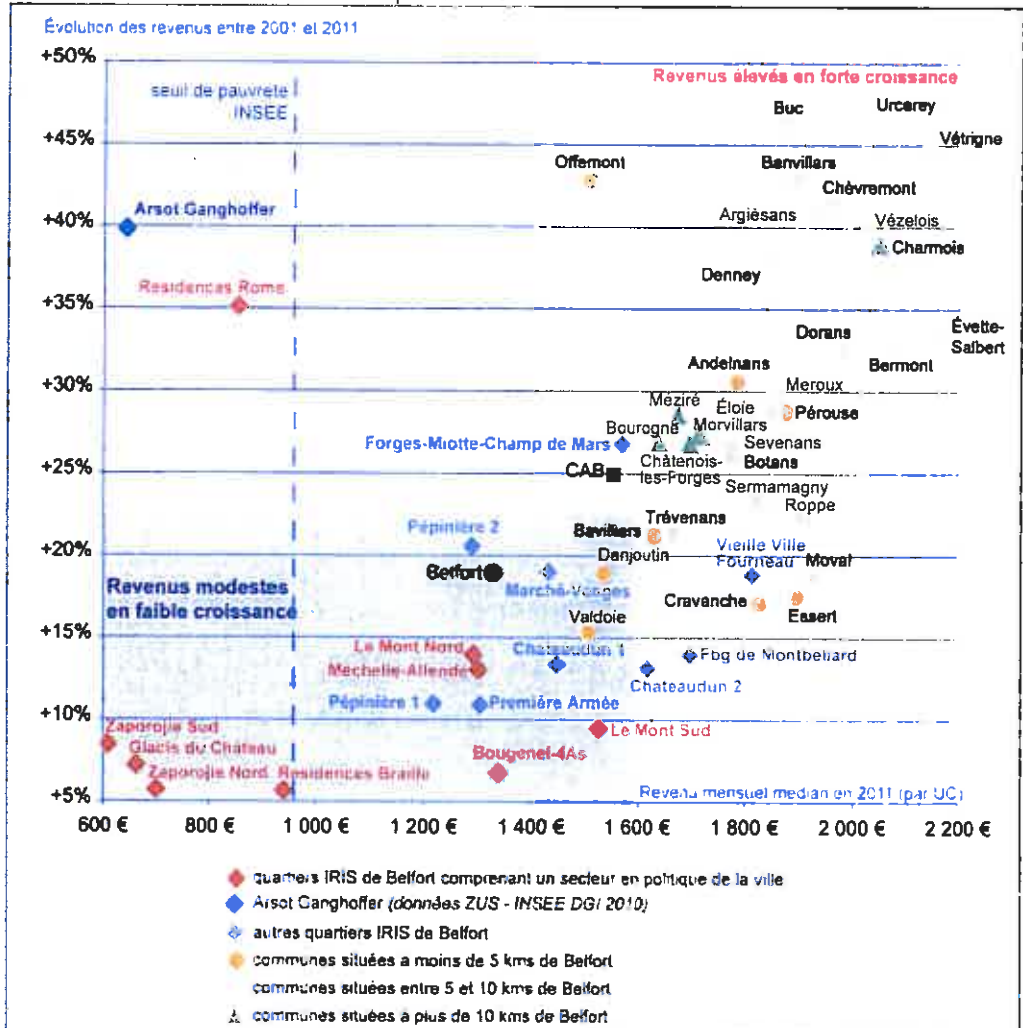 Évolution des revenus entre 2001 et 2011
+50%
Revenus élevés en forte croissance
seuil de pauvreté
INSEE
Buc
Urcerey
Vétrigne
+45%
Offemont
Banvillars
Chèvremont
Arsot Ganghoffer
Argiésans
Vézelois
+40%
Charmois
Denney
Residences Rome
+35%
Dorans
Évette-
Salbert
Andelnans
Bermont
+30%
Meroux
Méziré
Éloie
Pérouse
Bourogne
Morvillars
Forges-Miotte-Champ de Mars
Sevenans
Châtenois-
les-Forges
Botans
+25%
CAB
Sermamagny
Roppe
Trévenans
Pépinière 2
Bavilliers
Danjoutin
Vieille Ville
Fourneau
Moval
+20%
Belfort
Marché-Vosges
Revenus modestes
en faible croissance
Cravanche
Essert
Valdoie
+15%
Le Mont Nord
Chateaudun 1
Fbg de Montbéliard
Mechelle-Allende
Chateaudun 2
Pépinière 1
Première Armée
+10%
Zaporojie Sud
Le Mont Sud
Glacis du Château
Bougenel-4As
Zaporojie Nord
Residences Braille
+5%
Revenu mensuel median en 2011 (par UC)
600 €
800 €
1 000 €
1 200 €
1 400 €
1 600 €
1 800 €
2 000 €
2 200 €
quartiers IRIS de Belfort comprenant un secteur en politique de la ville
Arsot Ganghoffer (données ZUS - INSEE DGI 2010)
autres quartiers IRIS de Belfort
communes situées a moins de 5 kms de Belfort
communes situées entre 5 et 10 kms de Belfort
communes situées à plus de 10 kms de Belfort